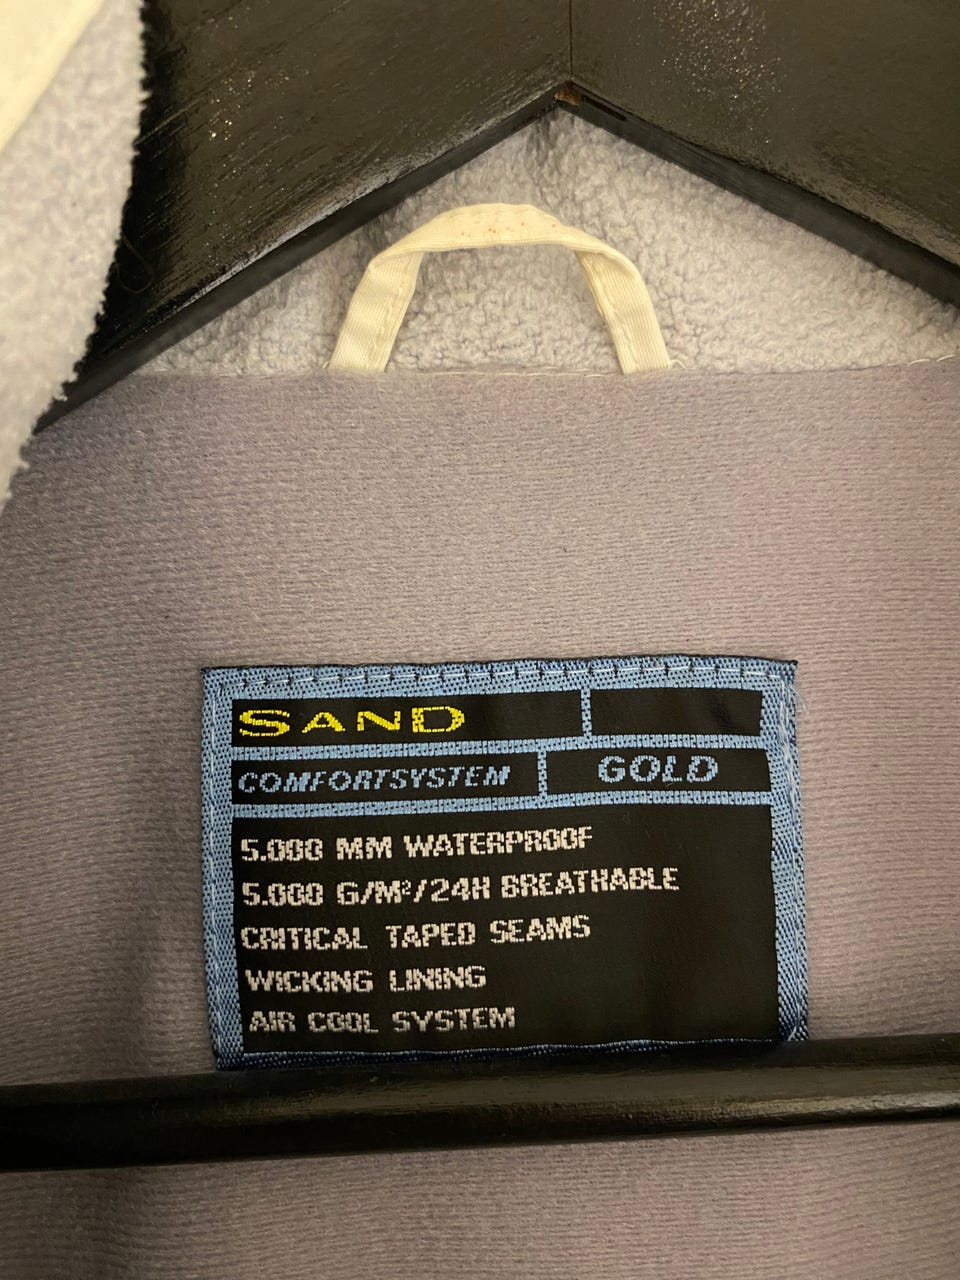 SAND
COMFORTSYSTEM GOLD
5.000 MM WATERPROOF
5.000 G/M²/24H BREATHABLE
CRITICAL TAPED SEAMS
WICKING LINING
AIR COOL SYSTEM